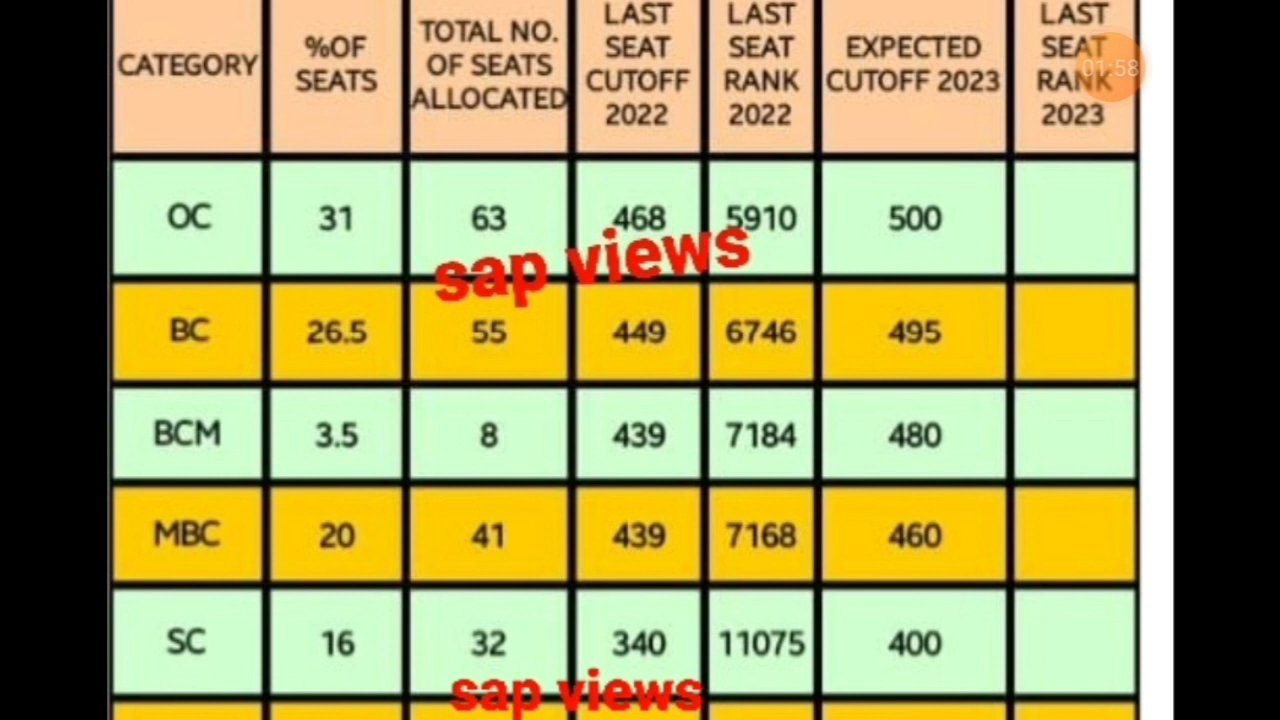 CATEGORY %OF SEATS TOTAL NO. OF SEATS ALLOCATED LAST SEAT CUTOFF 2022 LAST SEAT RANK 2022 EXPECTED CUTOFF 2023 LAST SEAT RANK 2023
01:58
OC 31 63 468 5910 500
sap views
BC 26.5 55 449 6746 495
BCM 3.5 8 439 7184 480
MBC 20 41 439 7168 460
SC 16 32 340 11075 400
sap views